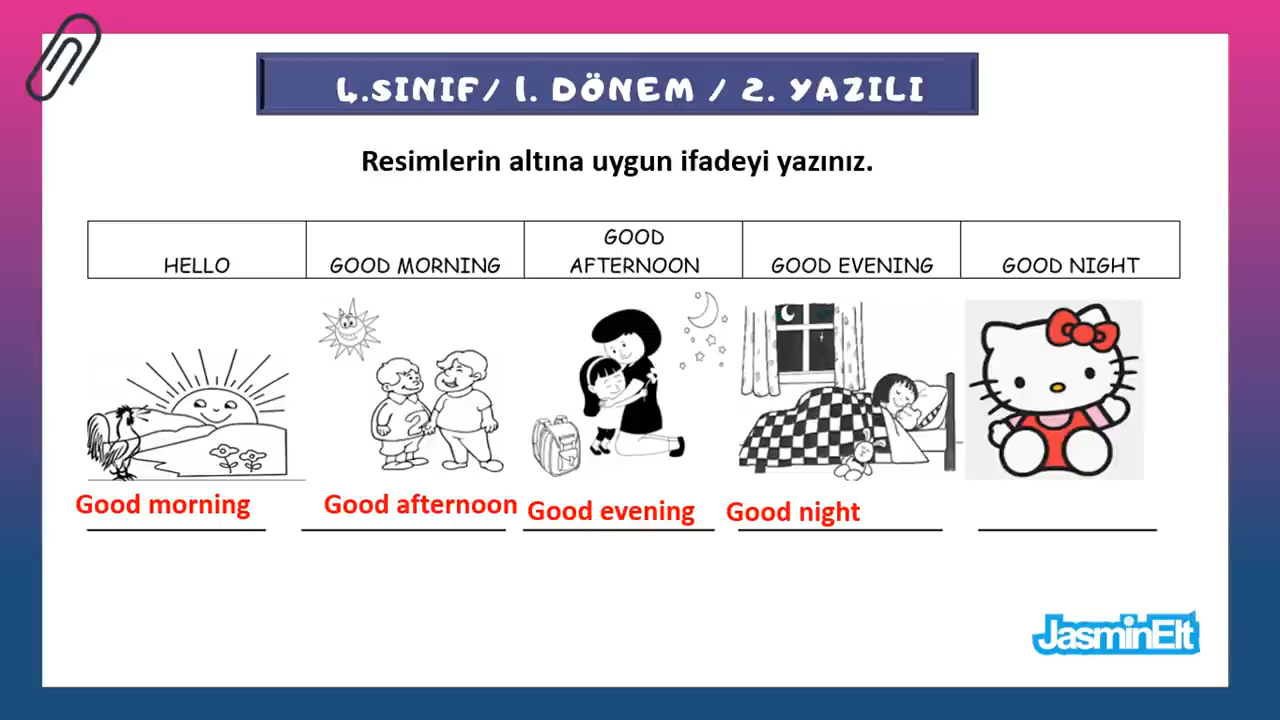 4.SINIF/ 1. DÖNEM / 2. YAZILI
Resimlerin altına uygun ifadeyi yazınız.
HELLO
GOOD MORNING
GOOD
AFTERNOON
GOOD EVENING
GOOD NIGHT
Good morning
Good afternoon
Good evening
Good night
JasminElt